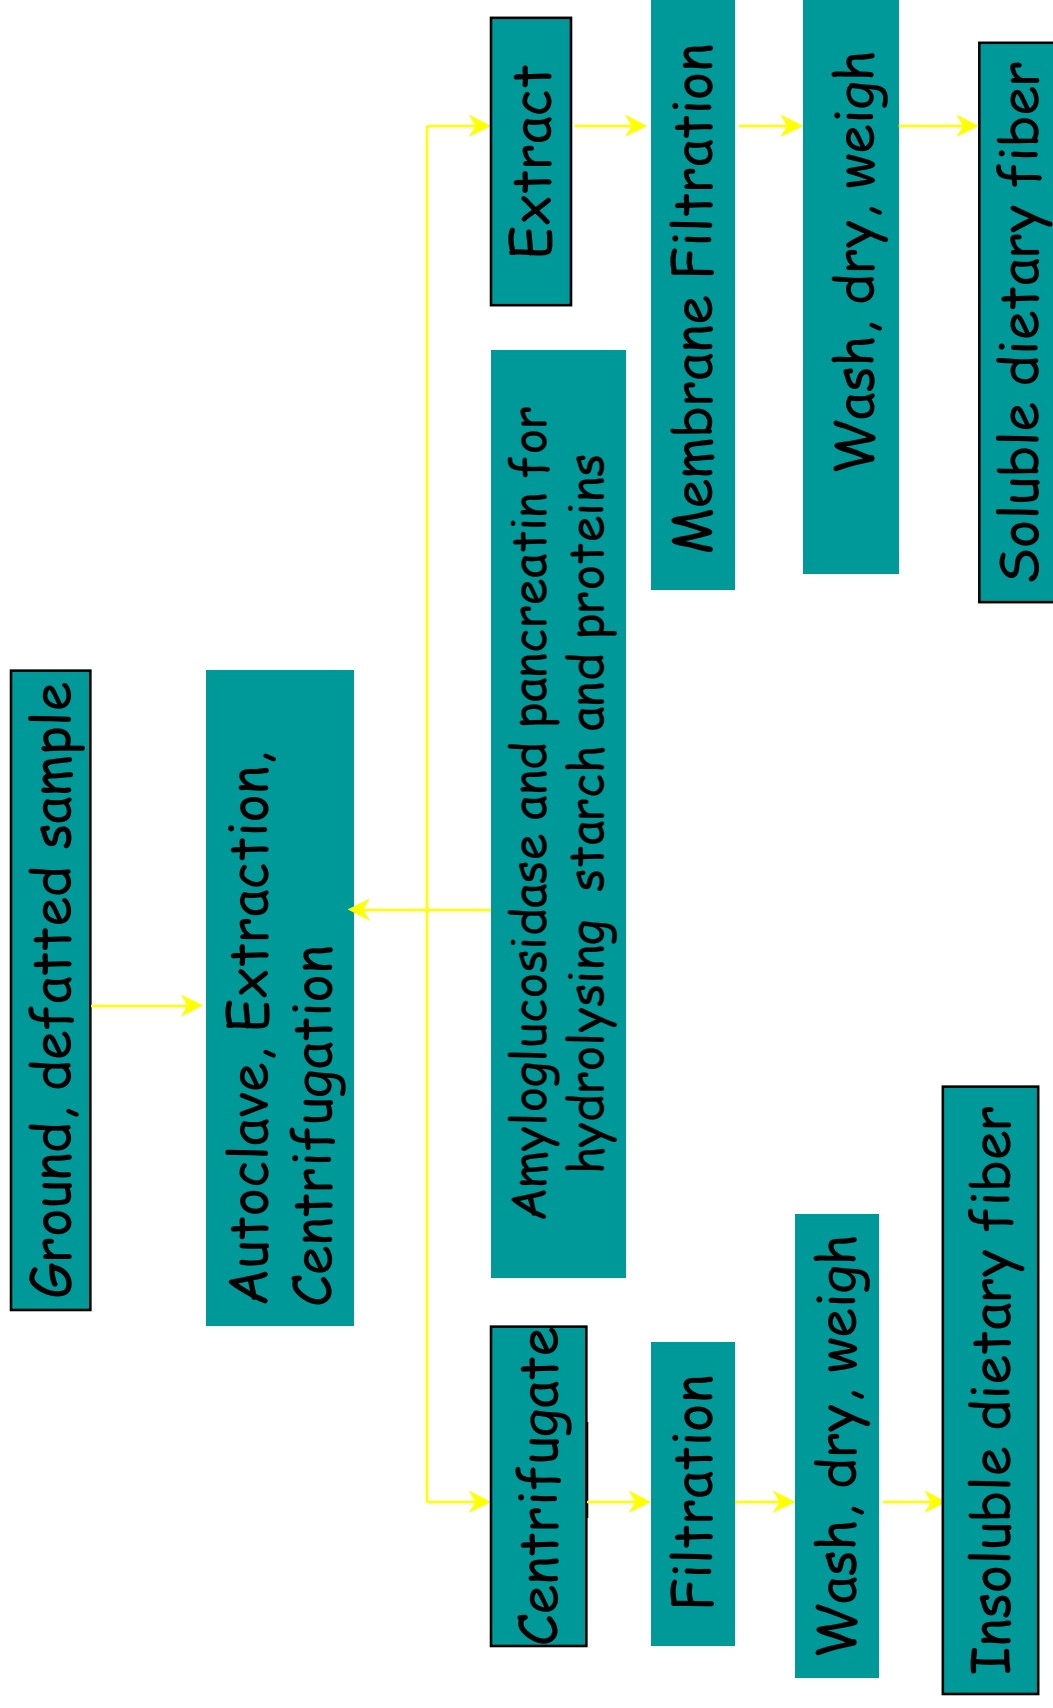 Ground, defatted sample
Autoclave, Extraction,
Centrifugation
Amyloglucosidase and pancreatin for
hydrolysing starch and proteins
Centrifugate
Filtration
Wash, dry, weigh
Insoluble dietary fiber
Extract
Membrane Filtration
Wash, dry, weigh
Soluble dietary fiber